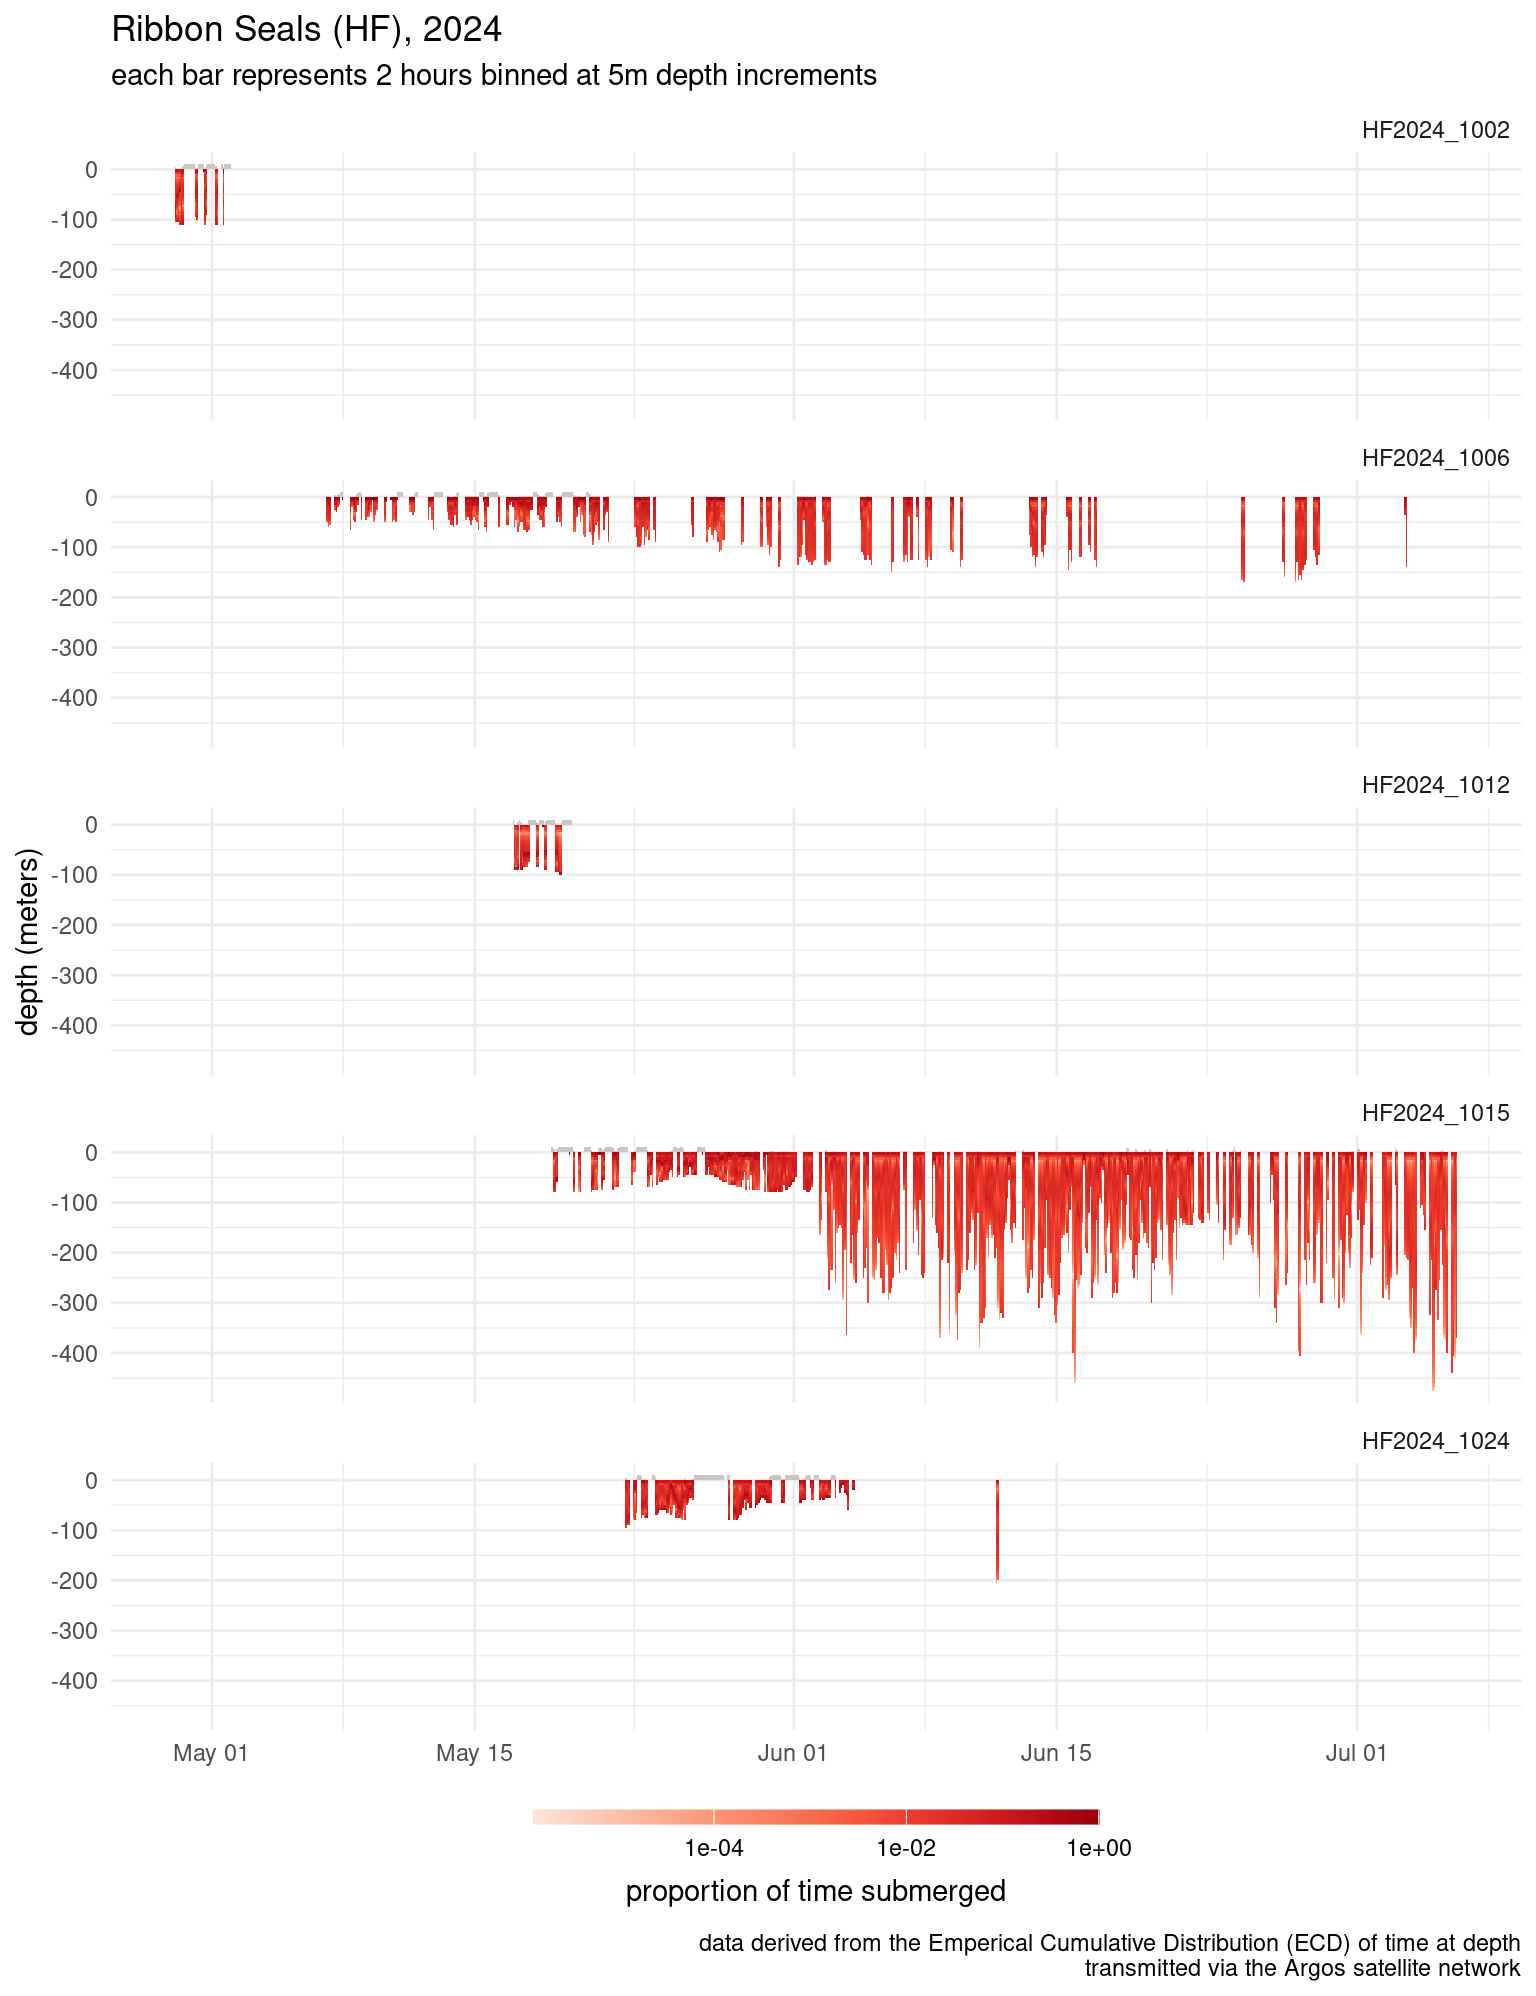 Ribbon Seals (HF), 2024
each bar represents 2 hours binned at 5m depth increments
HF2024_1002
0
-100
-200
-300
-400
HF2024_1006
0
-100
-200
-300
-400
HF2024_1012
0
-100
-200
-300
-400
depth (meters)
HF2024_1015
0
-100
-200
-300
-400
HF2024_1024
0
-100
-200
-300
-400
May 01 May 15 Jun 01 Jun 15 Jul 01
1e-04 1e-02 1e+00
proportion of time submerged
data derived from the Emperical Cumulative Distribution (ECD) of time at depth
transmitted via the Argos satellite network